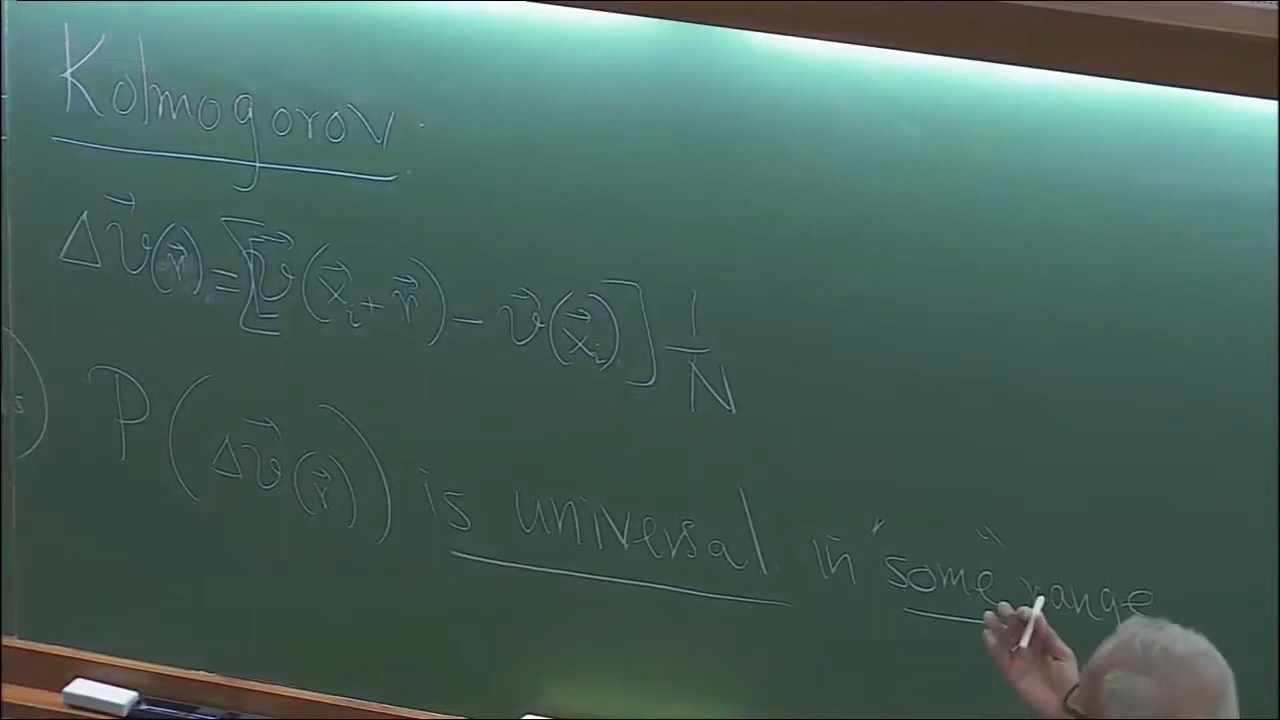 Kolmogorov
Δv⃗(r⃗) = Σ[v⃗(x⃗ᵢ + r⃗) − v⃗(x⃗ᵢ)] 1/N
P(Δv⃗(r⃗)) is universal in "some" range
s)